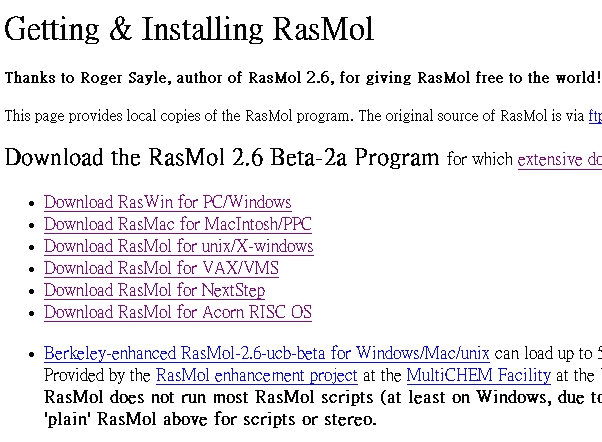 Getting & Installing RasMol
Thanks to Roger Sayle, author of RasMol 2.6, for giving RasMol free to the world!
This page provides local copies of the RasMol program. The original source of RasMol is via ftp
Download the RasMol 2.6 Beta-2a Program for which extensive do
Download RasWin for PC/Windows
Download RasMac for MacIntosh/PPC
Download RasMol for unix/X-windows
Download RasMol for VAX/VMS
Download RasMol for NextStep
Download RasMol for Acorn RISC OS
Berkeley-enhanced RasMol-2.6-ucb-beta for Windows/Mac/unix can load up to 5
Provided by the RasMol enhancement project at the MultiCHEM Facility at the
RasMol does not run most RasMol scripts (at least on Windows, due to
'plain' RasMol above for scripts or stereo.